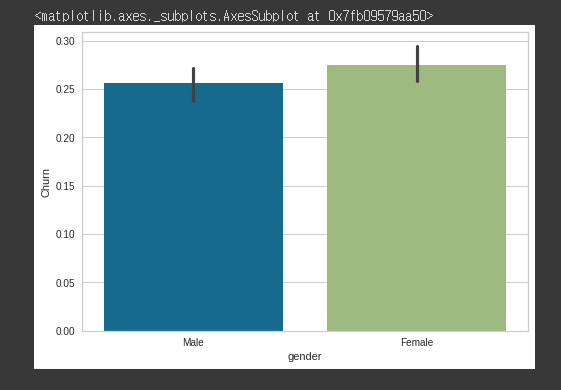 <matplotlib.axes._subplots.AxesSubplot at 0x7fb09579aa50>
0.30
0.25
0.20
0.15
0.10
0.05
0.00
Churn
Male Female
gender